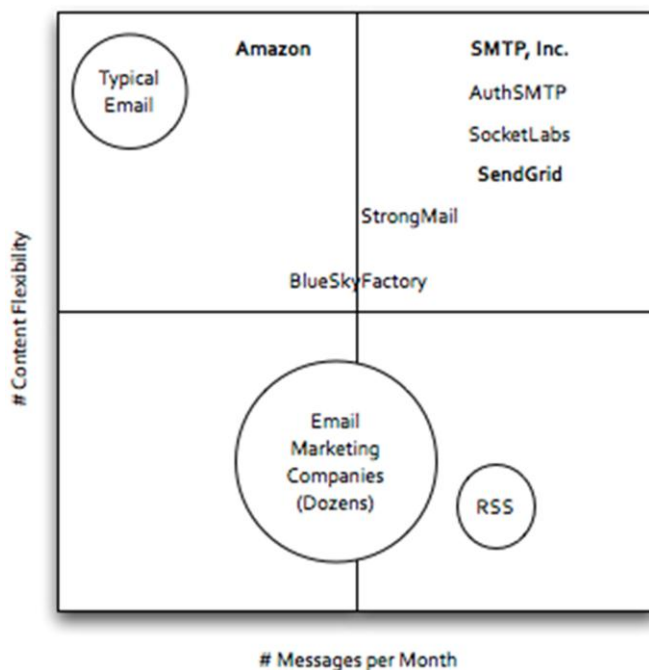 Amazon
SMTP, Inc.
Typical
Email
AuthSMTP
SocketLabs
SendGrid
StrongMail
BlueSkyFactory
# Content Flexibility
Email
Marketing
Companies
(Dozens)
RSS
# Messages per Month